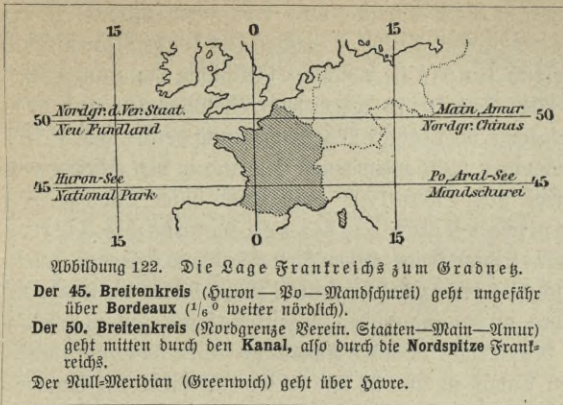 15 0 15
Nordgr. d. Ver. Staat. Main, Amur
50 50
Neu Fundland Nordgr. Chinas
Huron-See Po, Aral-See
45 45
National Park Mandschurei
15 0 15
Abbildung 122. Die Lage Frankreichs zum Gradnetz.
Der 45. Breitenkreis (Huron — Po — Mandschurei) geht ungefähr
über Bordeaux (1/6 ° weiter nördlich).
Der 50. Breitenkreis (Nordgrenze Verein. Staaten—Main—Amur)
geht mitten durch den Kanal, also durch die Nordspitze Frank-
reichs.
Der Null-Meridian (Greenwich) geht über Havre.